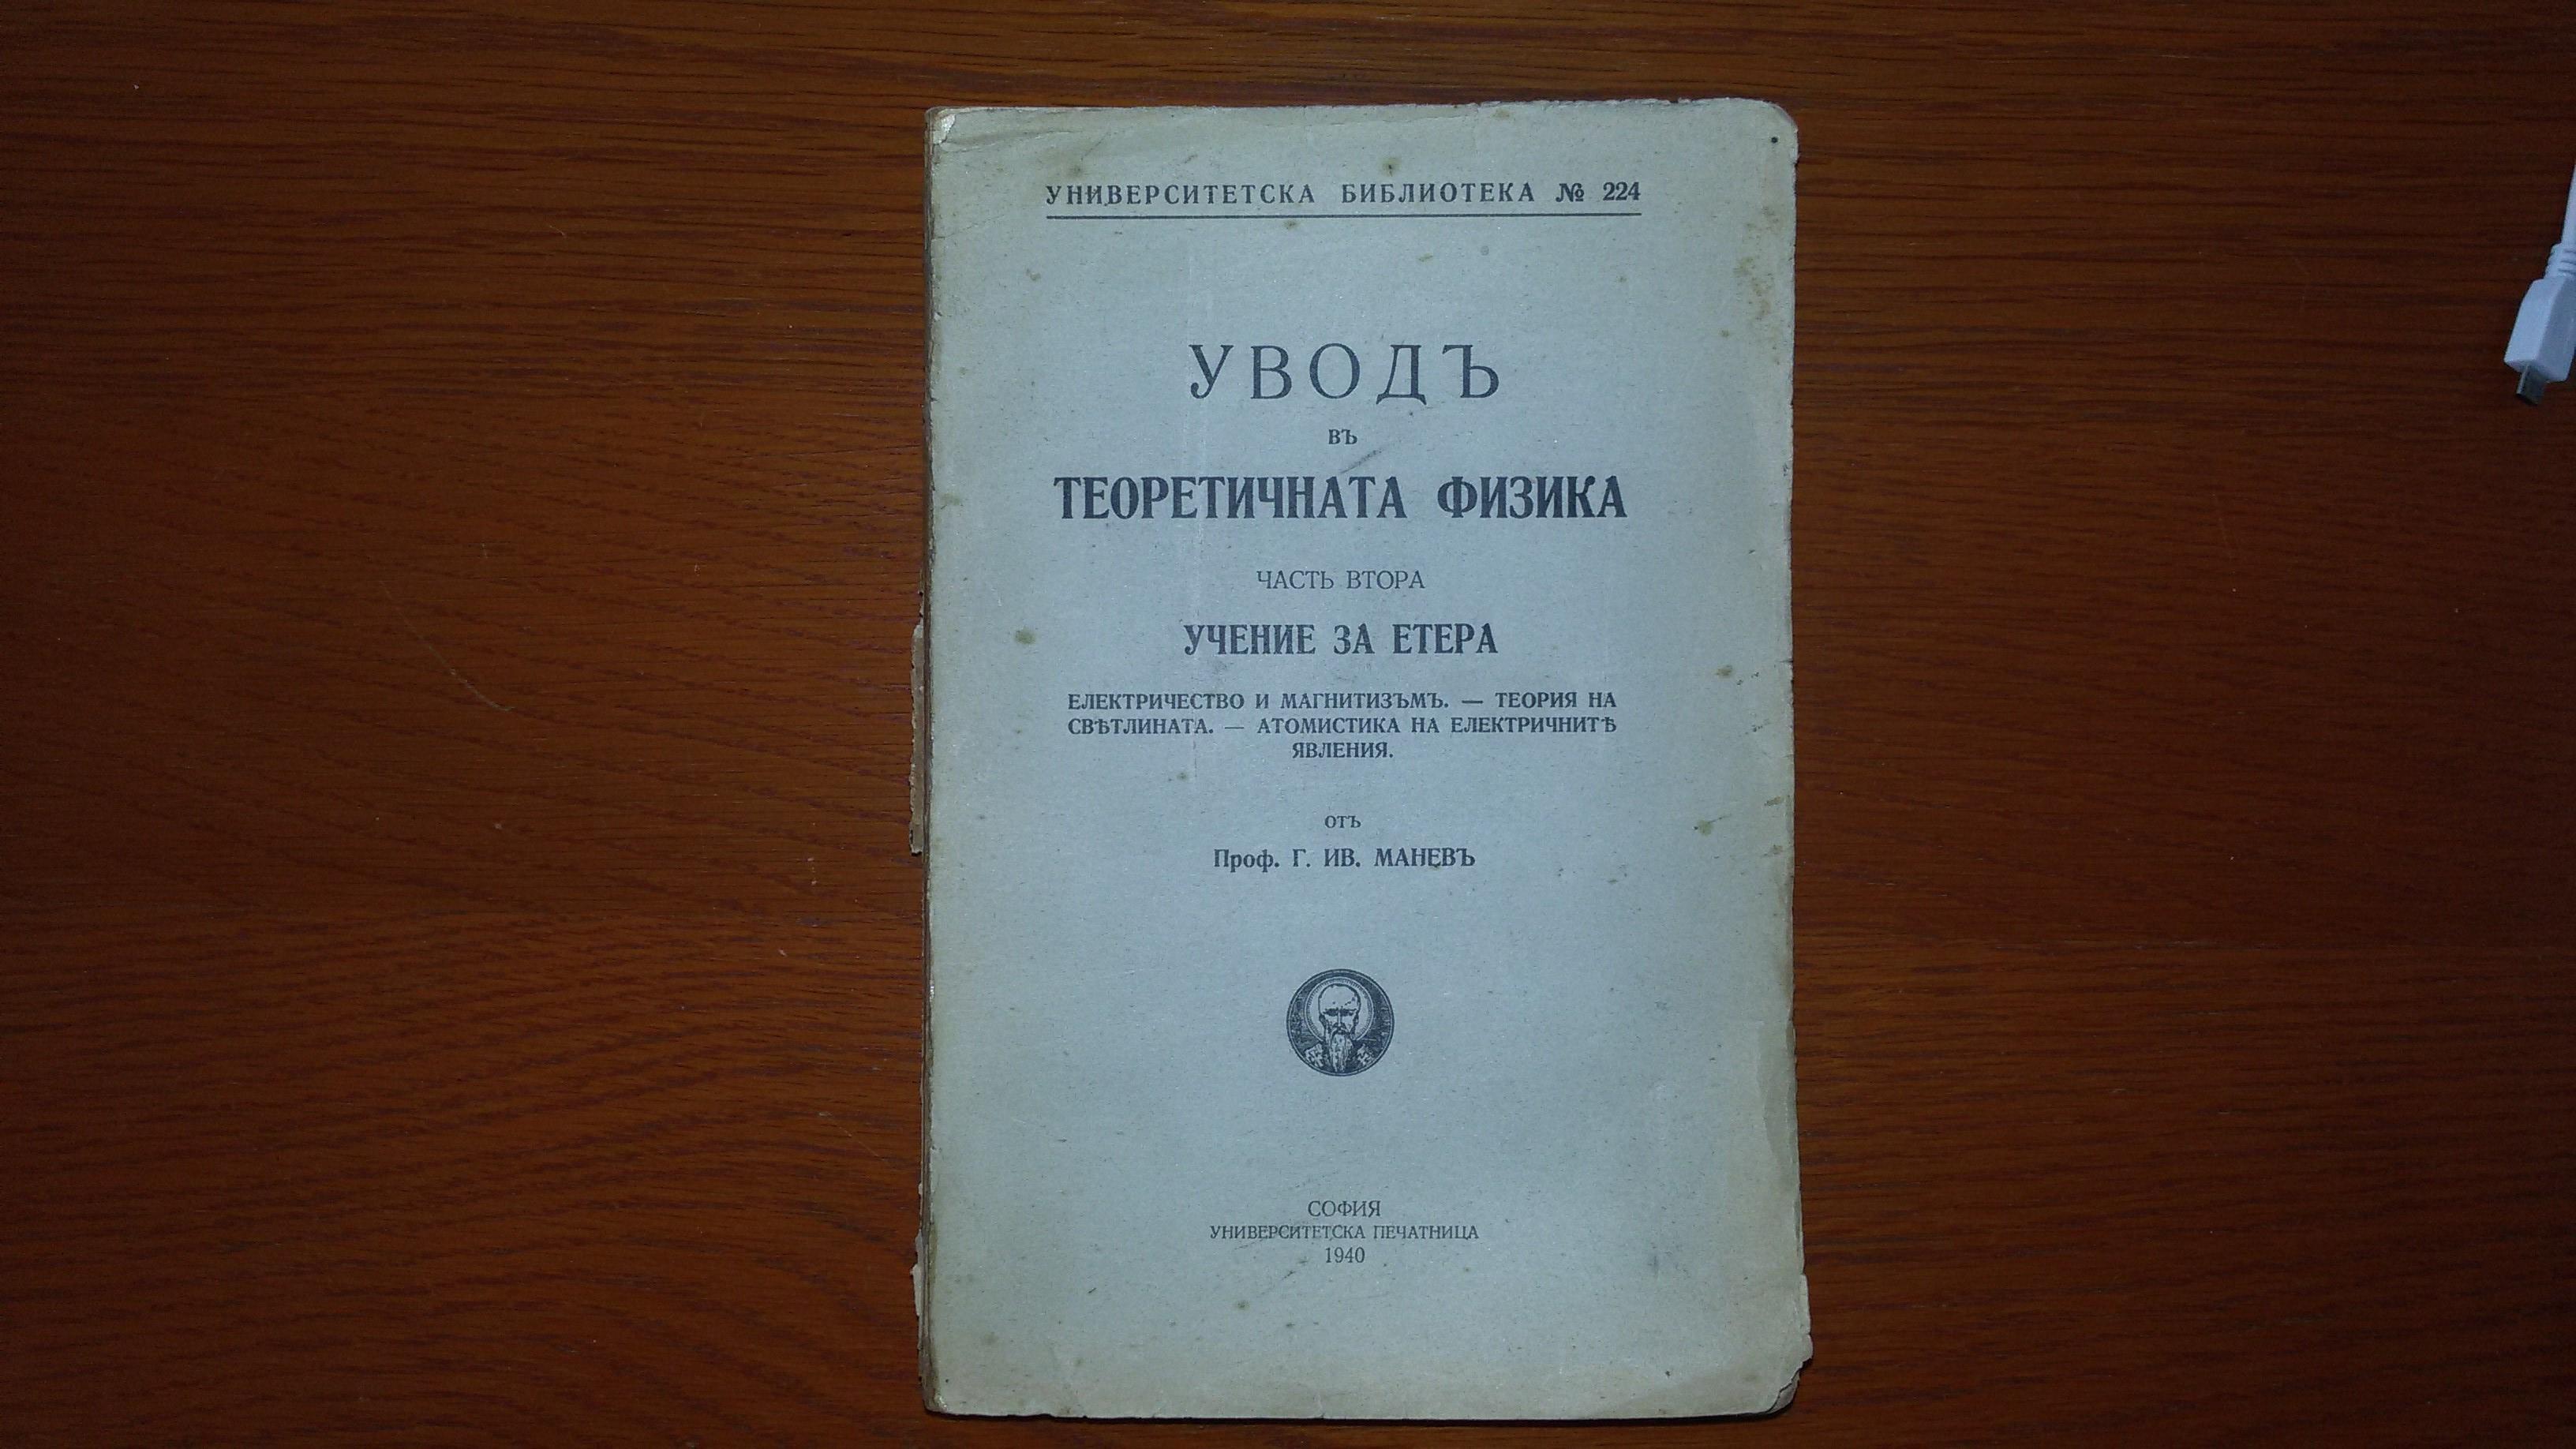 УНИВЕРСИТЕТСКА БИБЛИОТЕКА № 224
УВОДЪ
ВЪ
ТЕОРЕТИЧНАТА ФИЗИКА
ЧАСТЬ ВТОРА
УЧЕНИЕ ЗА ЕТЕРА
ЕЛЕКТРИЧЕСТВО И МАГНИТИЗЪМЪ. — ТЕОРИЯ НА
СВѢТЛИНАТА. — АТОМИСТИКА НА ЕЛЕКТРИЧНИТѢ
ЯВЛЕНИЯ.
ОТЪ
Проф. Г. ИВ. МАНЕВЪ
СОФИЯ
УНИВЕРСИТЕТСКА ПЕЧАТНИЦА
1940